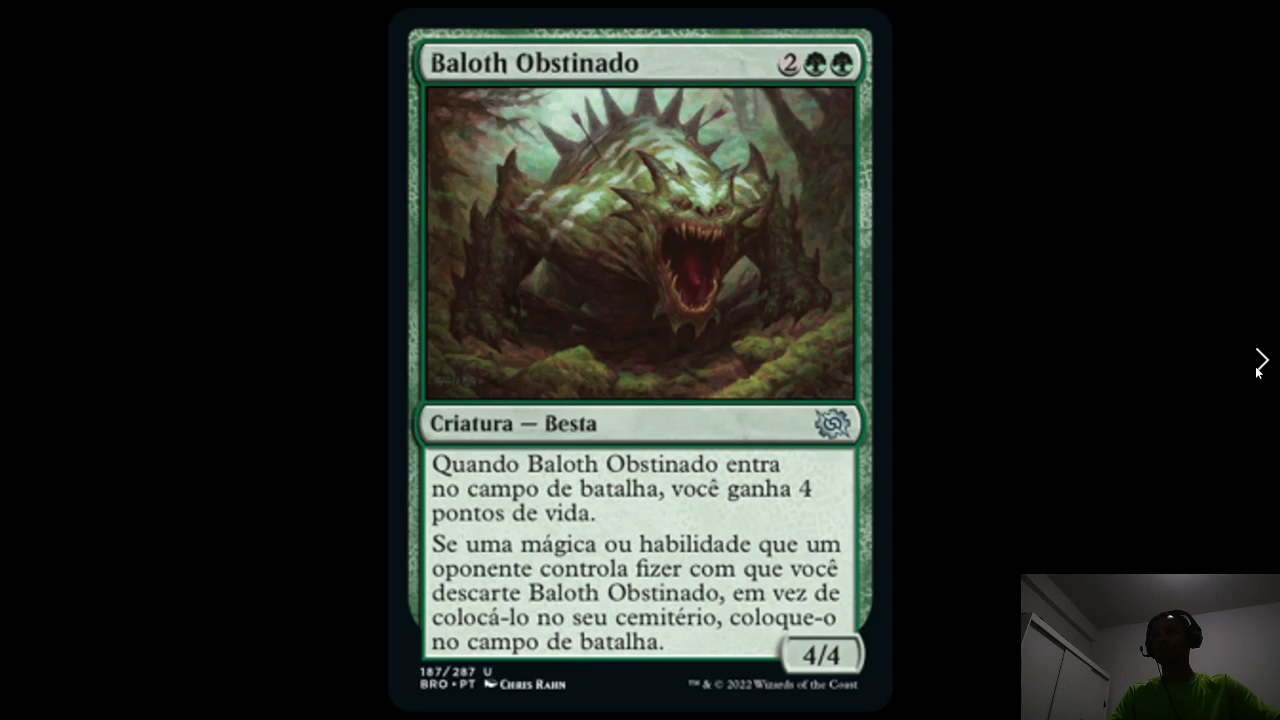 Baloth Obstinado 2
Criatura — Besta
Quando Baloth Obstinado entra
no campo de batalha, você ganha 4
pontos de vida.
Se uma mágica ou habilidade que um
oponente controla fizer com que você
descarte Baloth Obstinado, em vez de
colocá-lo no seu cemitério, coloque-o
no campo de batalha.
4/4
187/287 U
BRO • PT Chris Rahn
™ & © 2022 Wizards of the Coast